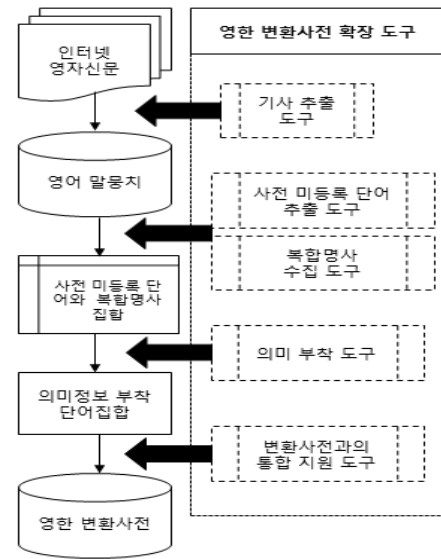 인터넷
영자신문
영한 변환사전 확장 도구
기사 추출
도구
영어 말뭉치
사전 미등록 단어
추출 도구
복합명사
수집 도구
사전 미등록 단
어와 복합명사
집합
의미 부착 도구
의미정보 부착
단어집합
변환사전과의
통합 지원 도구
영한 변환사전